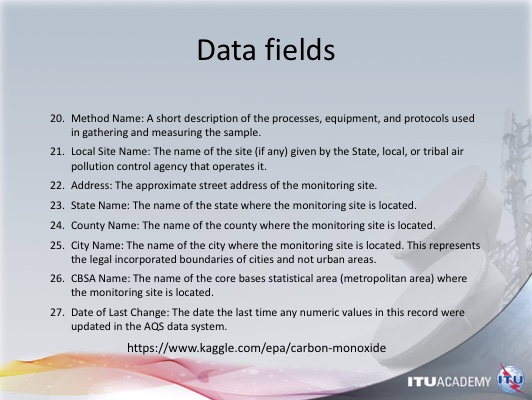 Data fields
20. Method Name: A short description of the processes, equipment, and protocols used
in gathering and measuring the sample.
21. Local Site Name: The name of the site (if any) given by the State, local, or tribal air
pollution control agency that operates it.
22. Address: The approximate street address of the monitoring site.
23. State Name: The name of the state where the monitoring site is located.
24. County Name: The name of the county where the monitoring site is located.
25. City Name: The name of the city where the monitoring site is located. This represents
the legal incorporated boundaries of cities and not urban areas.
26. CBSA Name: The name of the core bases statistical area (metropolitan area) where
the monitoring site is located.
27. Date of Last Change: The date the last time any numeric values in this record were
updated in the AQS data system.
https://www.kaggle.com/epa/carbon-monoxide
ITUACADEMY ITU